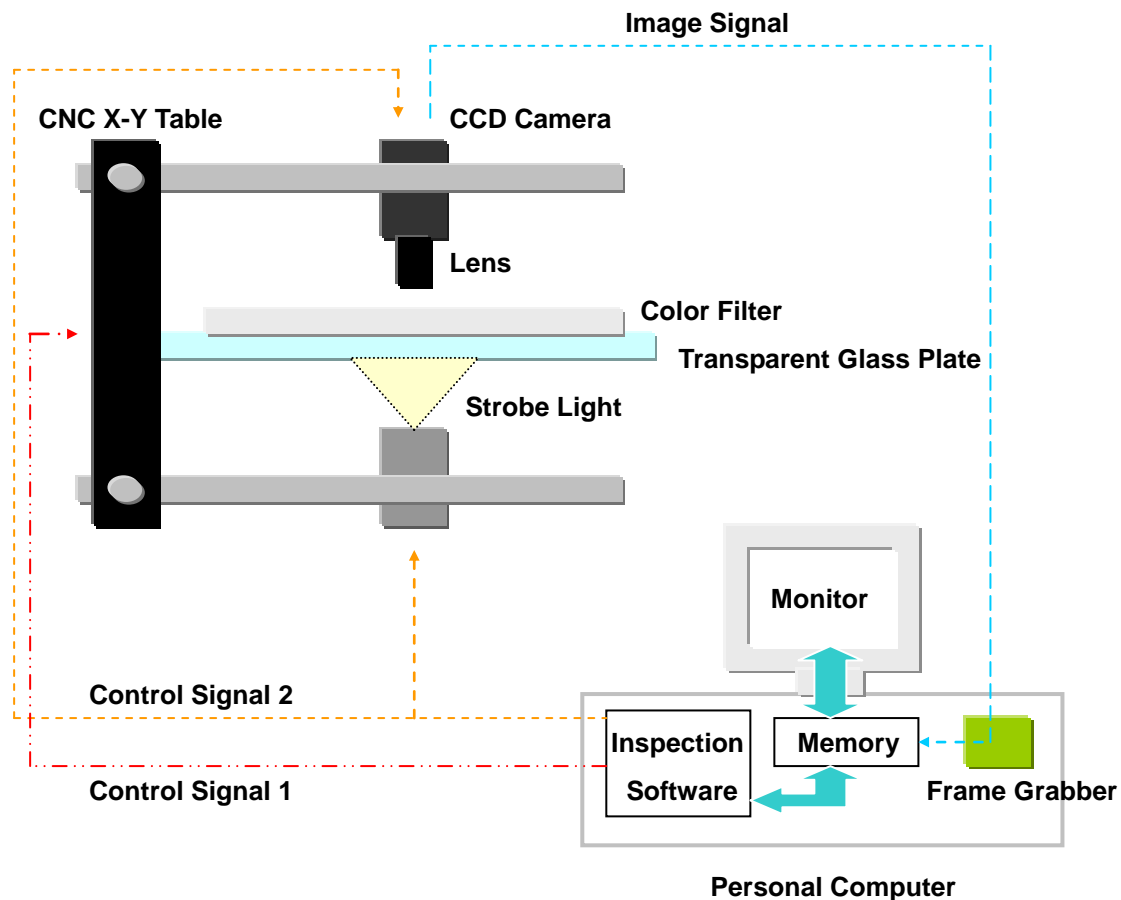 Image Signal
CNC X-Y Table
CCD Camera
Lens
Color Filter
Transparent Glass Plate
Strobe Light
Monitor
Control Signal 2
Inspection
Software
Memory
Control Signal 1
Frame Grabber
Personal Computer